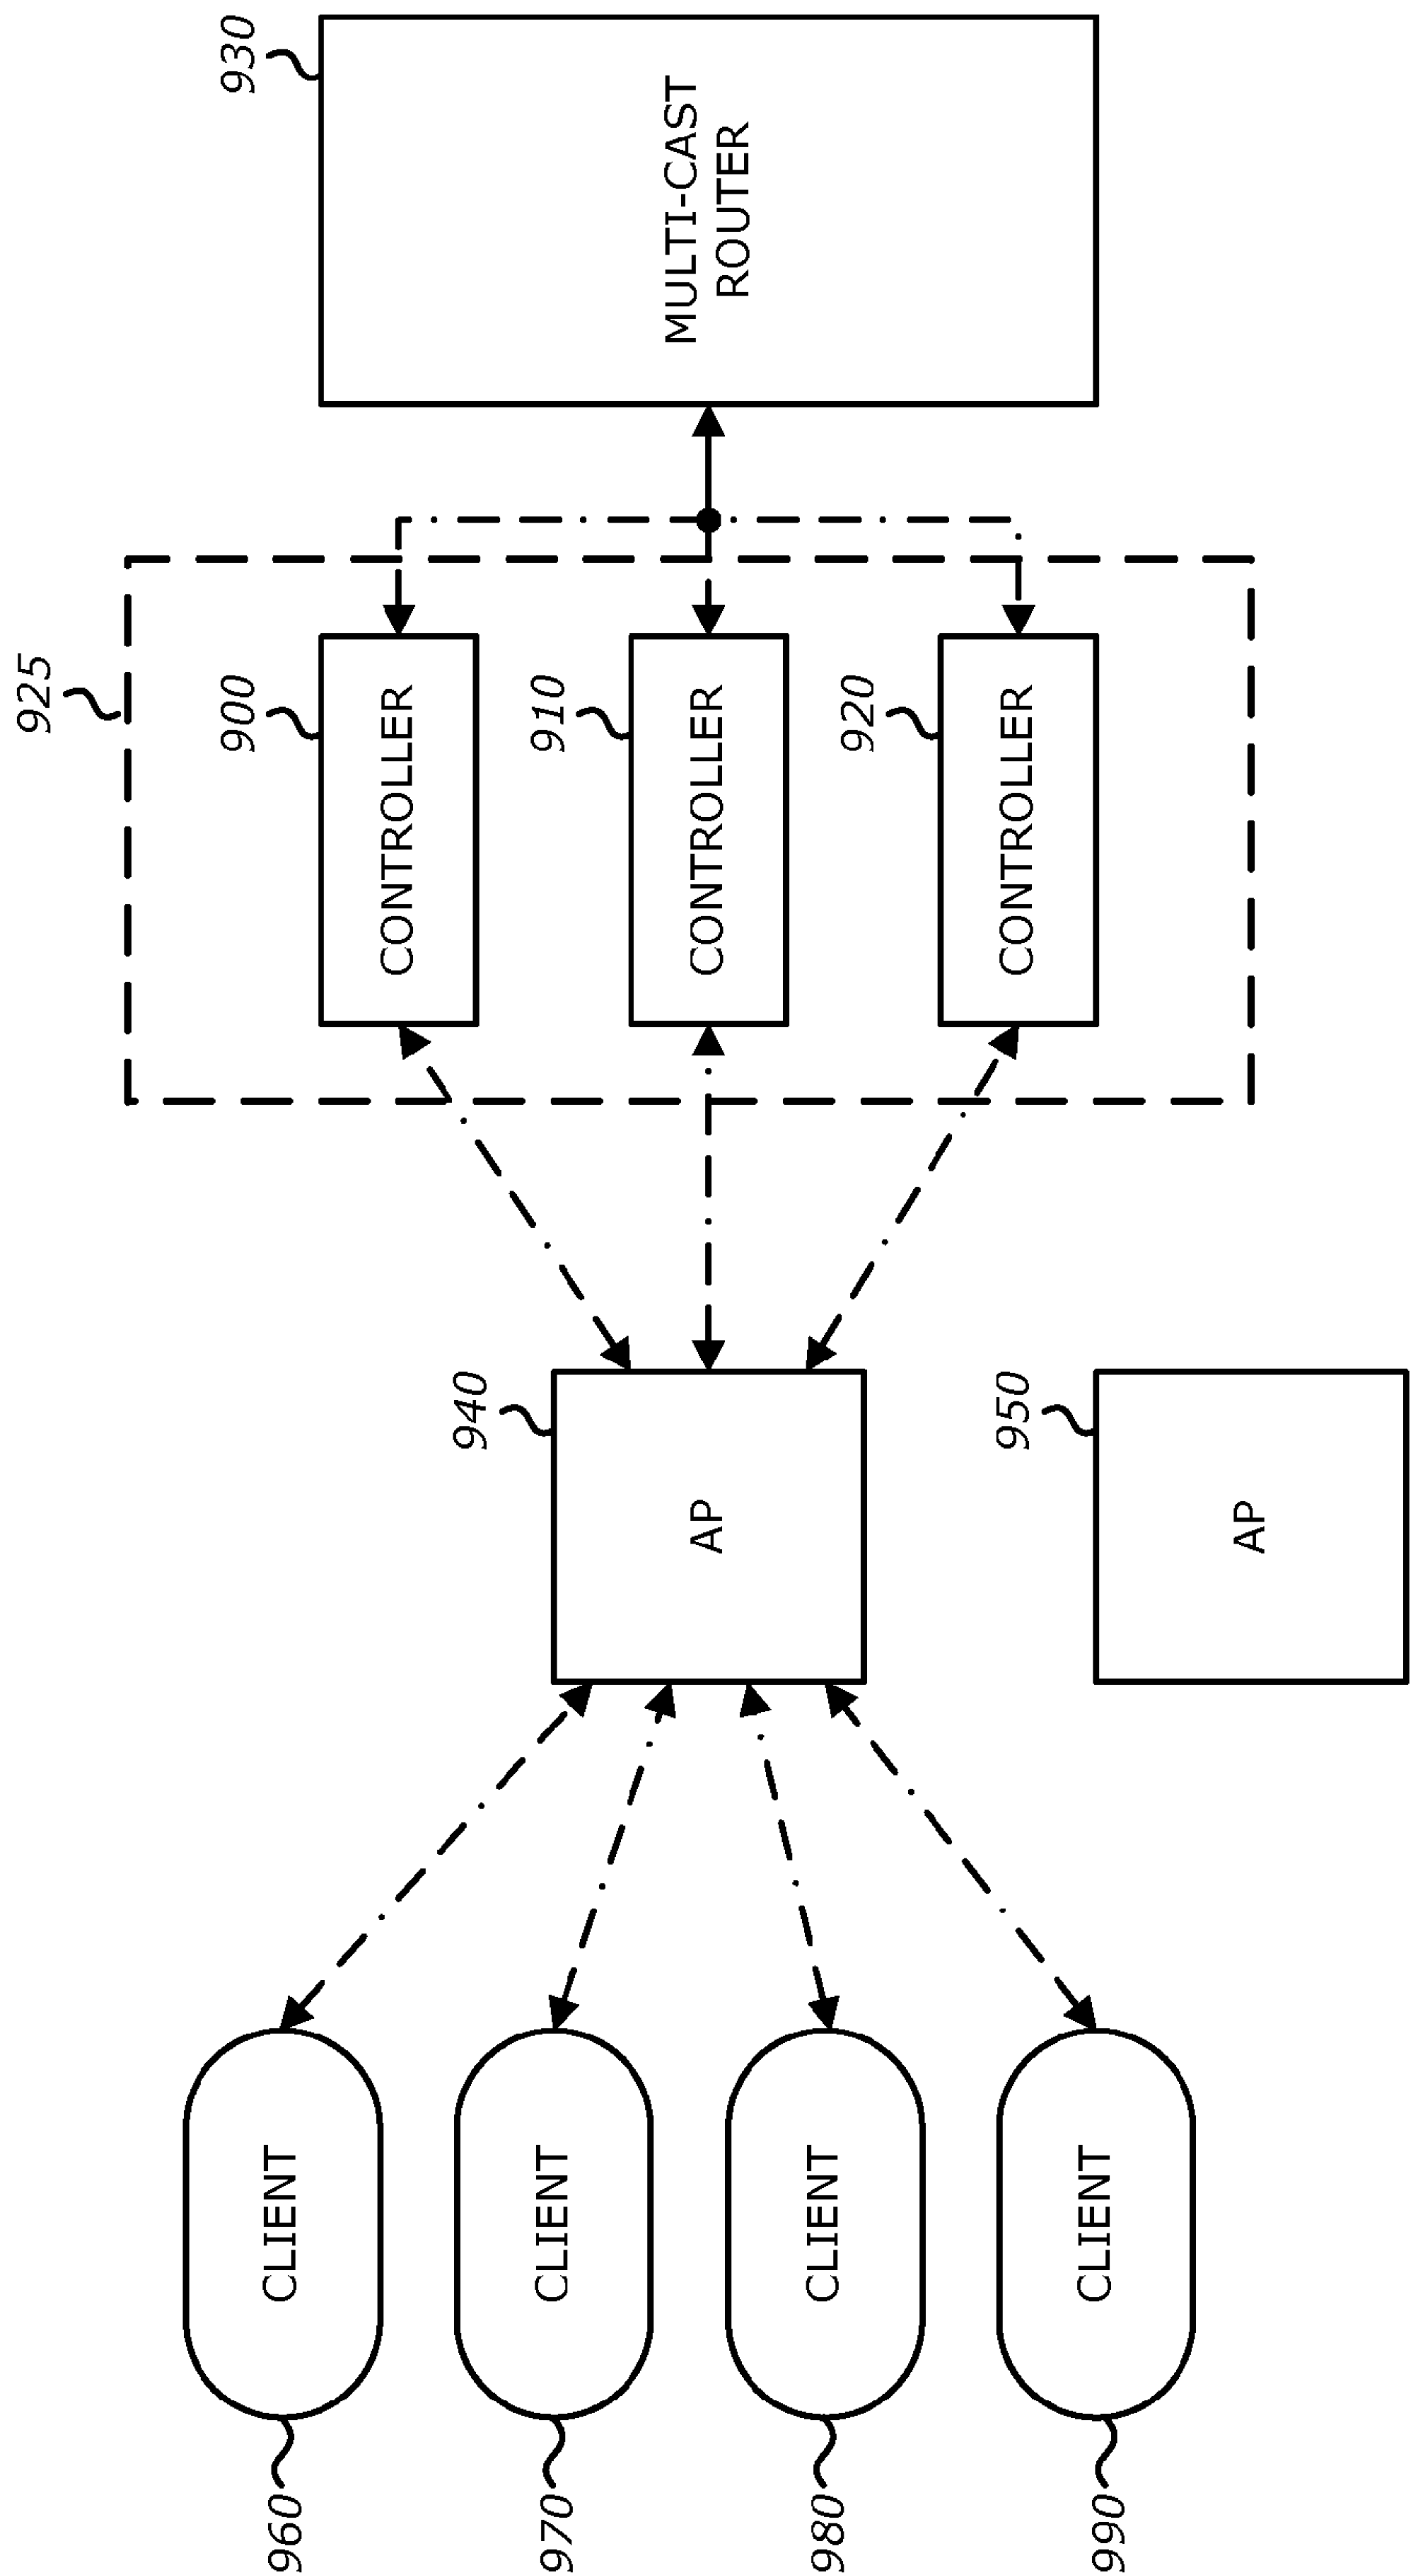 925
900
CONTROLLER
910
CONTROLLER
920
CONTROLLER
930
MULTI-CAST
ROUTER
940
AP
950
AP
960
CLIENT
970
CLIENT
980
CLIENT
990
CLIENT